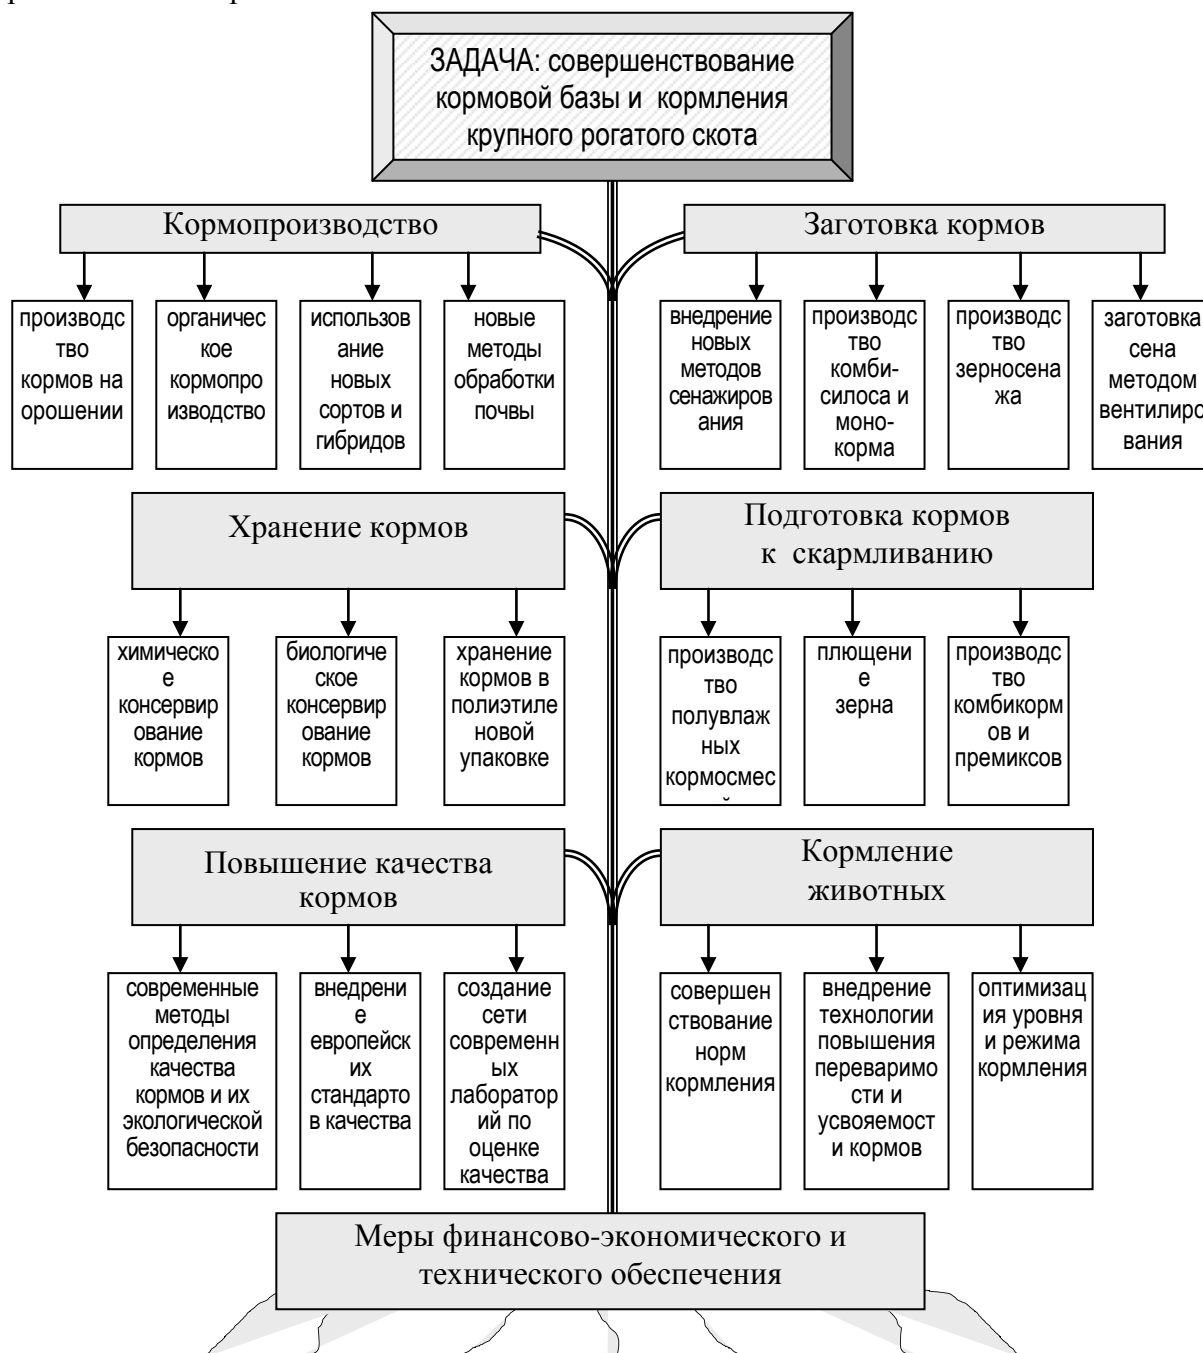 ЗАДАЧА: совершенствование
кормовой базы и кормления
крупного рогатого скота
Кормопроизводство
производс
тво
кормов на
орошении
органичес
кое
кормопро
изводство
использов
ание
новых
сортов и
гибридов
новые
методы
обработки
почвы
Заготовка кормов
внедрение
новых
методов
сенажиров
ания
производс
тво комби-
силоса и
моно-
корма
производс
тво
зерносена
жа
заготовка
сена
методом
вентилиро
вания
Хранение кормов
химическо
е
консервир
ование
кормов
биологиче
ское
консервир
ование
кормов
хранение
кормов в
полиэтиле
новой
упаковке
Подготовка кормов
к скармливанию
производс
тво
полувлаж
ных
кормосмес
плющени
е
зерна
производс
тво
комбикорм
ов и
премиксов
Повышение качества
кормов
современные
методы
определения
качества
кормов и их
экологической
безопасности
внедрени
е
европейск
их
стандарто
в качества
создание
сети
современн
ых
лаборатор
ий по
оценке
качества
Кормление
животных
совершен
ствование
норм
кормления
внедрение
технологии
повышения
переваримо
сти и
усвояемост
и кормов
оптимизац
ия уровня
и режима
кормления
Меры финансово-экономического и
технического обеспечения